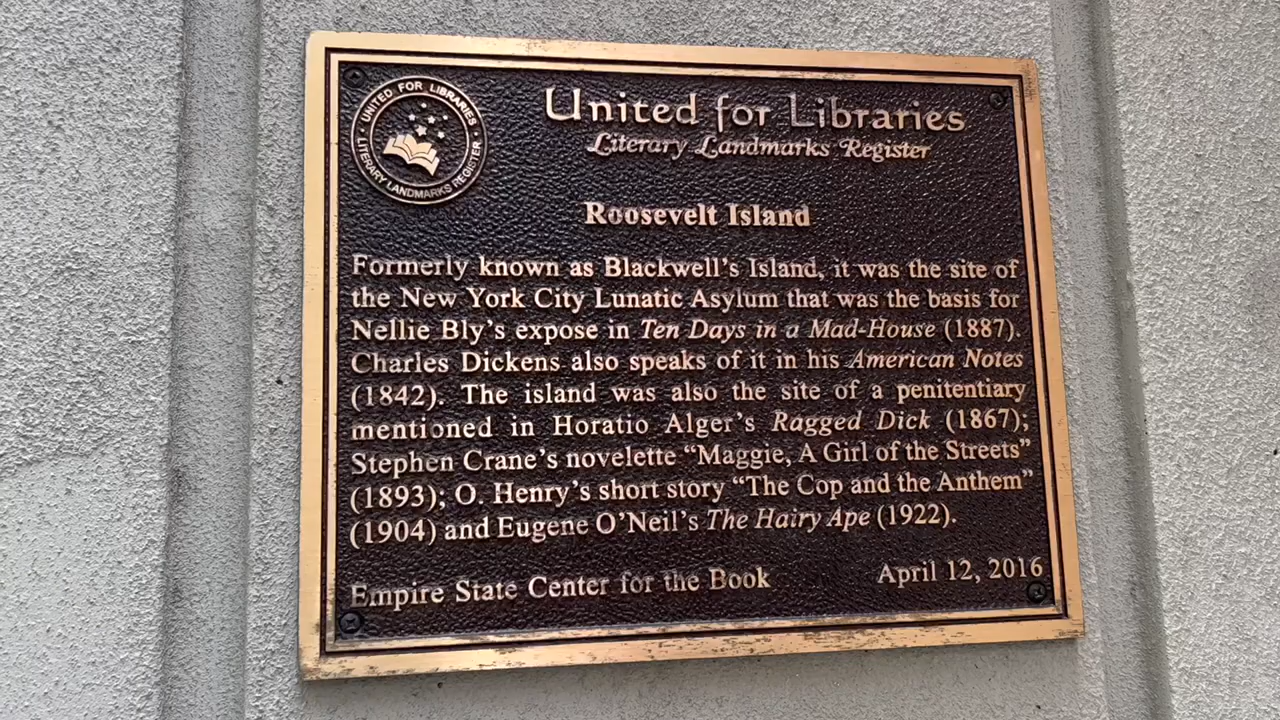 UNITED FOR LIBRARIES
LITERARY LANDMARKS REGISTER
United for Libraries
Literary Landmarks Register
Roosevelt Island
Formerly known as Blackwell's Island, it was the site of
the New York City Lunatic Asylum that was the basis for
Nellie Bly's expose in Ten Days in a Mad-House (1887).
Charles Dickens also speaks of it in his American Notes
(1842). The island was also the site of a penitentiary
mentioned in Horatio Alger's Ragged Dick (1867);
Stephen Crane's novelette “Maggie, A Girl of the Streets”
(1893); O. Henry's short story “The Cop and the Anthem”
(1904) and Eugene O'Neil's The Hairy Ape (1922).
Empire State Center for the Book April 12, 2016